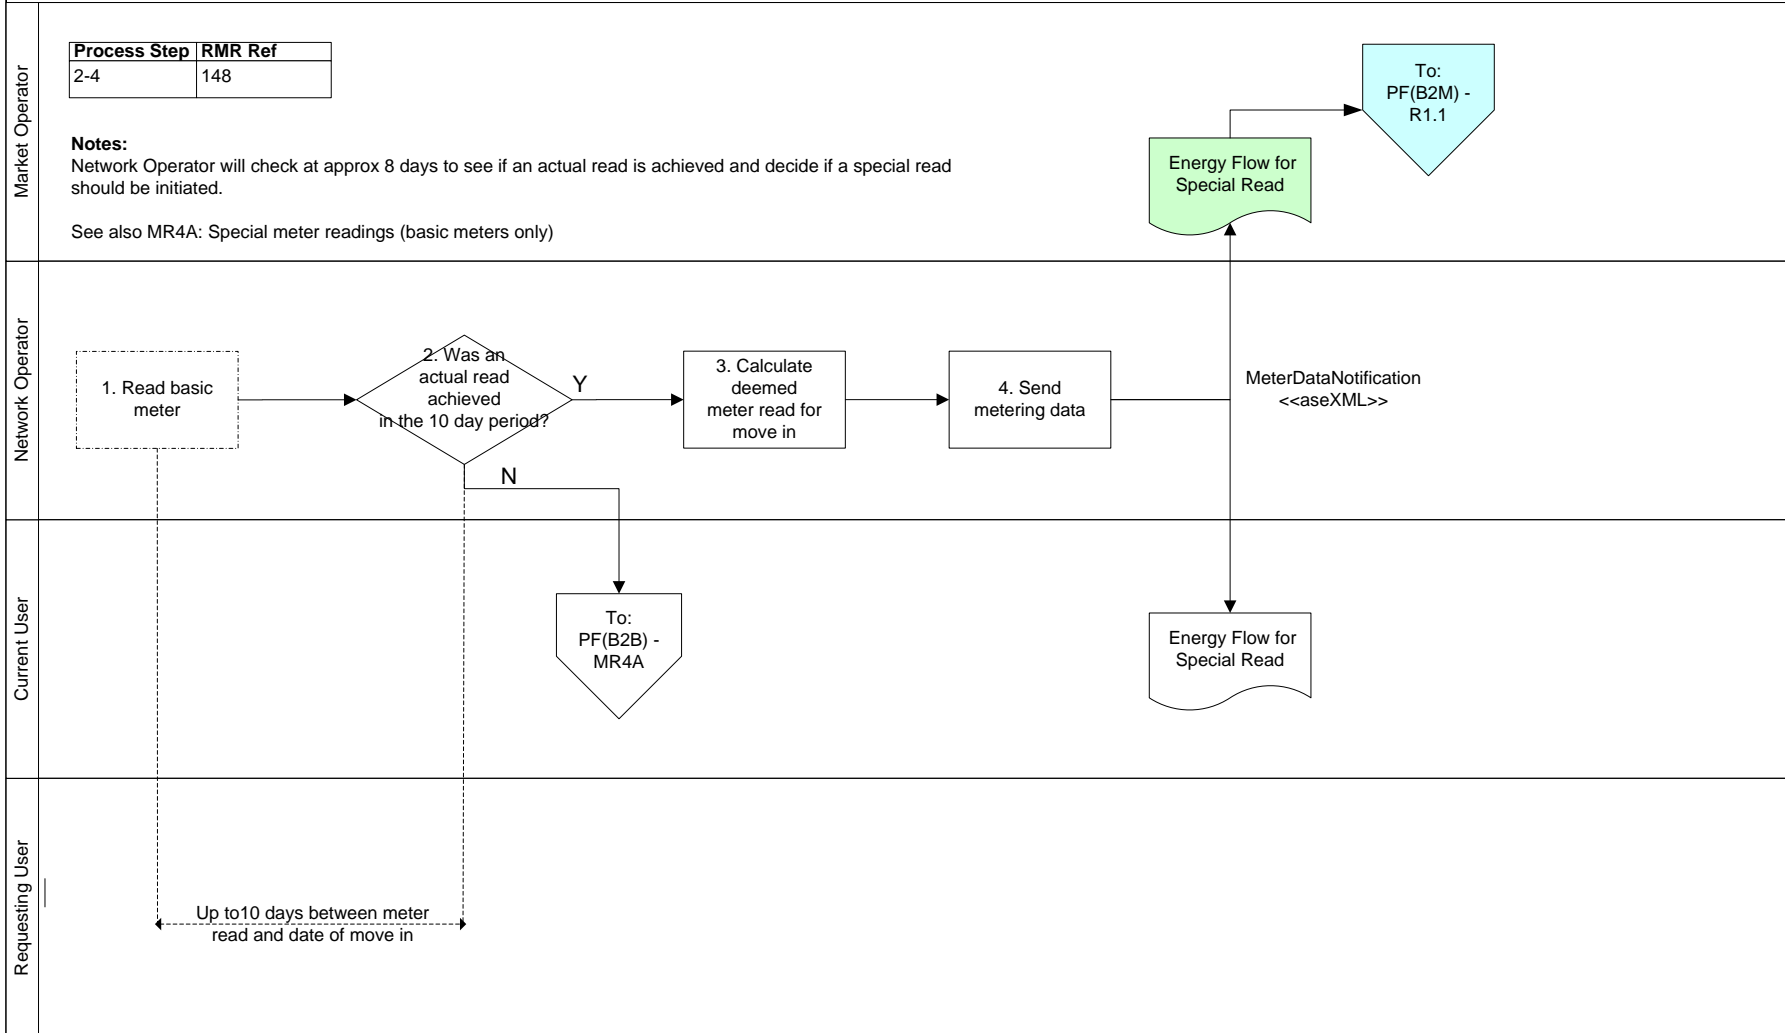 Market Operator
Process Step RMR Ref
2-4 148
Notes:
Network Operator will check at approx 8 days to see if an actual read is achieved and decide if a special read
should be initiated.
See also MR4A: Special meter readings (basic meters only)
Energy Flow for
Special Read
To:
PF(B2M) -
R1.1
Network Operator
1. Read basic
meter
2. Was an
actual read
achieved
in the 10 day period?
Y
N
3. Calculate
deemed
meter read for
move in
4. Send
metering data
MeterDataNotification
<<aseXML>>
Current User
To:
PF(B2B) -
MR4A
Energy Flow for
Special Read
Requesting User
Up to10 days between meter
read and date of move in